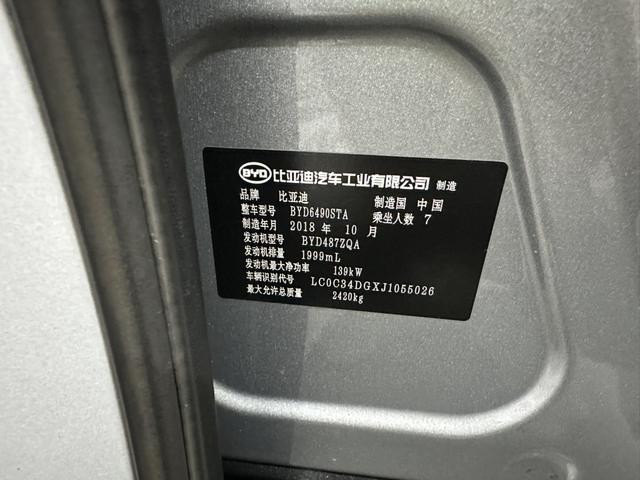 BYD 比亚迪汽车工业有限公司 制造
品牌 比亚迪 制造国 中国
整车型号 BYD6490STA 乘坐人数 7
制造年月 2018 年 10 月
发动机型号 BYD487ZQA
发动机排量 1999mL
发动机最大净功率 139kW
车辆识别代号 LC0C34DGXJ1055026
最大允许总质量 2420kg